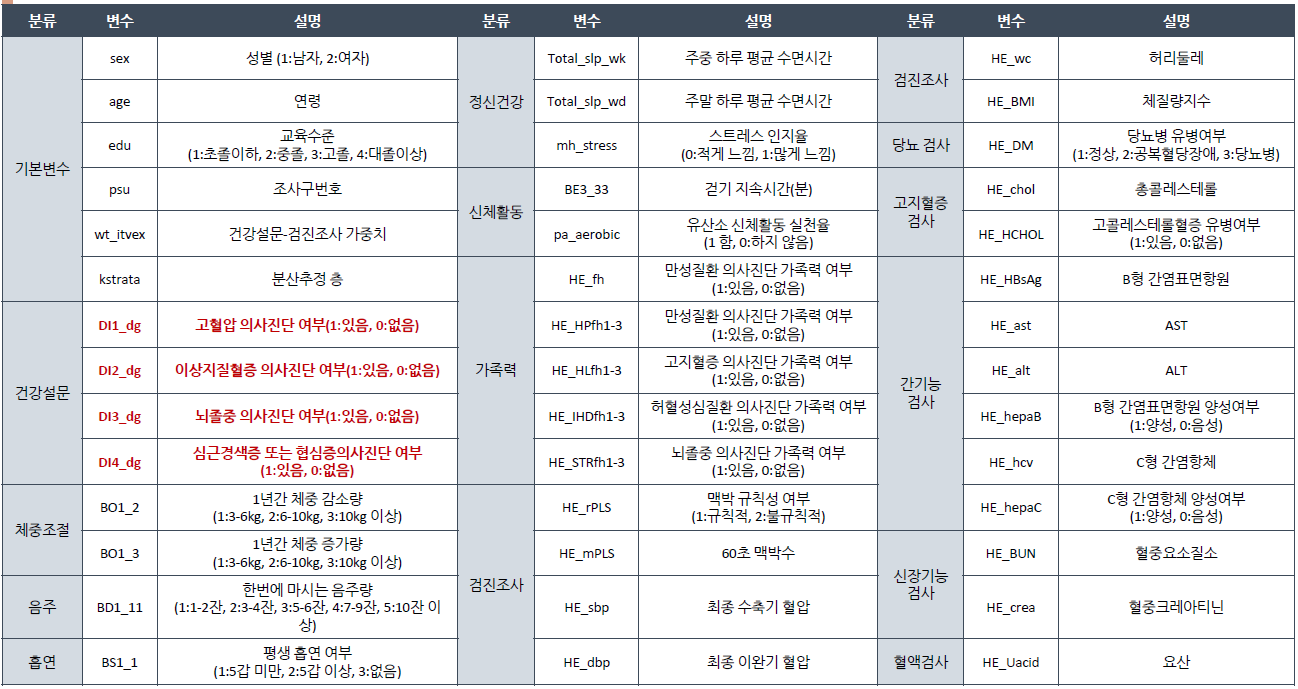 분류 변수 설명 분류 변수 설명 분류 변수 설명
기본변수
sex 성별 (1:남자, 2:여자)
age 연령
edu 교육수준
(1:초졸이하, 2:중졸, 3:고졸, 4:대졸이상)
psu 조사구번호
wt_itvex 건강설문-검진조사 가중치
kstrata 분산추정 층
건강설문
DI1_dg 고혈압 의사진단 여부(1:있음, 0:없음)
DI2_dg 이상지질혈증 의사진단 여부(1:있음, 0:없음)
DI3_dg 뇌졸중 의사진단 여부(1:있음, 0:없음)
DI4_dg 심근경색증 또는 협심증의사진단 여부
(1:있음, 0:없음)
체중조절
BO1_2 1년간 체중 감소량
(1:3-6kg, 2:6-10kg, 3:10kg 이상)
BO1_3 1년간 체중 증가량
(1:3-6kg, 2:6-10kg, 3:10kg 이상)
음주
BD1_11 한번에 마시는 음주량
(1:1-2잔, 2:3-4잔, 3:5-6잔, 4:7-9잔, 5:10잔 이
상)
흡연
BS1_1 평생 흡연 여부
(1:5갑 미만, 2:5갑 이상, 3:없음)
정신건강
Total_slp_wk 주중 하루 평균 수면시간
Total_slp_wd 주말 하루 평균 수면시간
mh_stress 스트레스 인지율
(0:적게 느낌, 1:많게 느낌)
신체활동
BE3_33 걷기 지속시간(분)
pa_aerobic 유산소 신체활동 실천율
(1 함, 0:하지 않음)
가족력
HE_fh 만성질환 의사진단 가족력 여부
(1:있음, 0:없음)
HE_HPfh1-3 만성질환 의사진단 가족력 여부
(1:있음, 0:없음)
HE_HLfh1-3 고지혈증 의사진단 가족력 여부
(1:있음, 0:없음)
HE_IHDfh1-3 허혈성심질환 의사진단 가족력 여부
(1:있음, 0:없음)
HE_STRfh1-3 뇌졸중 의사진단 가족력 여부
(1:있음, 0:없음)
검진조사
HE_rPLS 맥박 규칙성 여부
(1:규칙적, 2:불규칙적)
HE_mPLS 60초 맥박수
HE_sbp 최종 수축기 혈압
HE_dbp 최종 이완기 혈압
검진조사
HE_wc 허리둘레
HE_BMI 체질량지수
당뇨 검사
HE_DM 당뇨병 유병여부
(1:정상, 2:공복혈당장애, 3:당뇨병)
고지혈증
검사
HE_chol 총콜레스테롤
HE_HCHOL 고콜레스테롤혈증 유병여부
(1:있음, 0:없음)
간기능
검사
HE_HBsAg B형 간염표면항원
HE_ast AST
HE_alt ALT
HE_hepaB B형 간염표면항원 양성여부
(1:양성, 0:음성)
HE_hcv C형 간염항체
HE_hepaC C형 간염항체 양성여부
(1:양성, 0:음성)
신장기능
검사
HE_BUN 혈중요소질소
HE_crea 혈중크레아티닌
혈액검사
HE_Uacid 요산